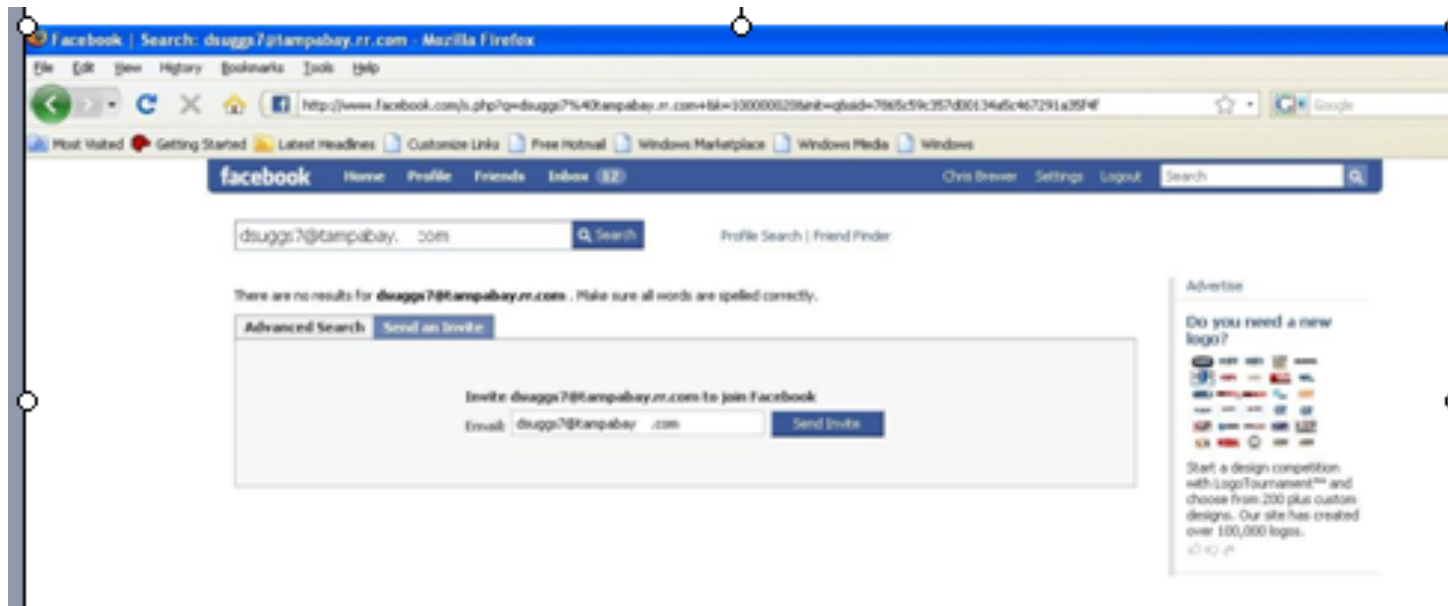 Facebook | Search: dsuggs7@tampabay.rr.com - Mozilla Firefox
File Edit View History Bookmarks Tools Help
Google
Most Visited Getting Started Latest Headlines Customize Links Free Hotmail Windows Marketplace Windows Media Windows
facebook Home Profile Friends Inbox 12 Chris Brewer Settings Logout Search
dsuggs7@tampabay. com Search Profile Search | Friend Finder
There are no results for dsuggs7@tampabay.rr.com . Make sure all words are spelled correctly.
Advanced Search Send an Invite
Invite dsuggs7@tampabay.rr.com to join Facebook
Email: dsuggs7@tampabay .com Send Invite
Advertise
Do you need a new
logo?
Start a design competition
with LogoTournament™ and
choose from 200 plus custom
designs. Our site has created
over 100,000 logos.